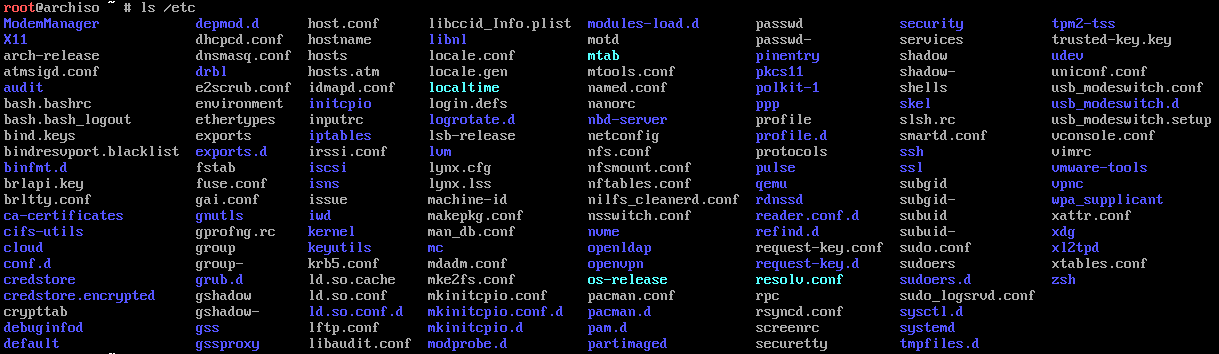 root@archiso ~ # ls /etc
ModemManager depmod.d host.conf libccid_Info.plist modules-load.d passwd security tpm2-tss
X11 dhcpcd.conf hostname libnl motd passwd- services trusted-key.key
arch-release dnsmasq.conf hosts locale.conf mtab pinentry shadow udev
atmsigd.conf drbl hosts.atm locale.gen mtools.conf pkcs11 shadow- uniconf.conf
audit e2scrub.conf idmapd.conf localtime named.conf polkit-1 shells usb_modeswitch.conf
bash.bashrc environment initcpio login.defs nanorc ppp skel usb_modeswitch.d
bash.bash_logout ethertypes inputrc logrotate.d nbd-server profile slsh.rc usb_modeswitch.setup
bind.keys exports iptables lsb-release netconfig profile.d smartd.conf vconsole.conf
bindresvport.blacklist exports.d irssi.conf lvm nfs.conf protocols ssh vimrc
binfmt.d fstab iscsi lynx.cfg nfsmount.conf pulse ssl vmware-tools
brlapi.key fuse.conf isns lynx.lss nftables.conf qemu subgid vpnc
brltty.conf gai.conf issue machine-id nilfs_cleanerd.conf rdnssd subgid- wpa_supplicant
ca-certificates gnutls iwd makepkg.conf nsswitch.conf reader.conf.d subuid xattr.conf
cifs-utils gprofng.rc kernel man_db.conf nvme refind.d subuid- xdg
cloud group keyutils mc openldap request-key.conf sudo.conf xl2tpd
conf.d group- krb5.conf mdadm.conf openvpn request-key.d sudoers xtables.conf
credstore grub.d ld.so.cache mke2fs.conf os-release resolv.conf sudoers.d zsh
credstore.encrypted gshadow ld.so.conf mkinitcpio.conf pacman.conf rpc sudo_logsrvd.conf
crypttab gshadow- ld.so.conf.d mkinitcpio.conf.d pacman.d rsyncd.conf sysctl.d
debuginfod gss lftp.conf mkinitcpio.d pam.d screenrc systemd
default gssproxy libaudit.conf modprobe.d partimaged securetty tmpfiles.d